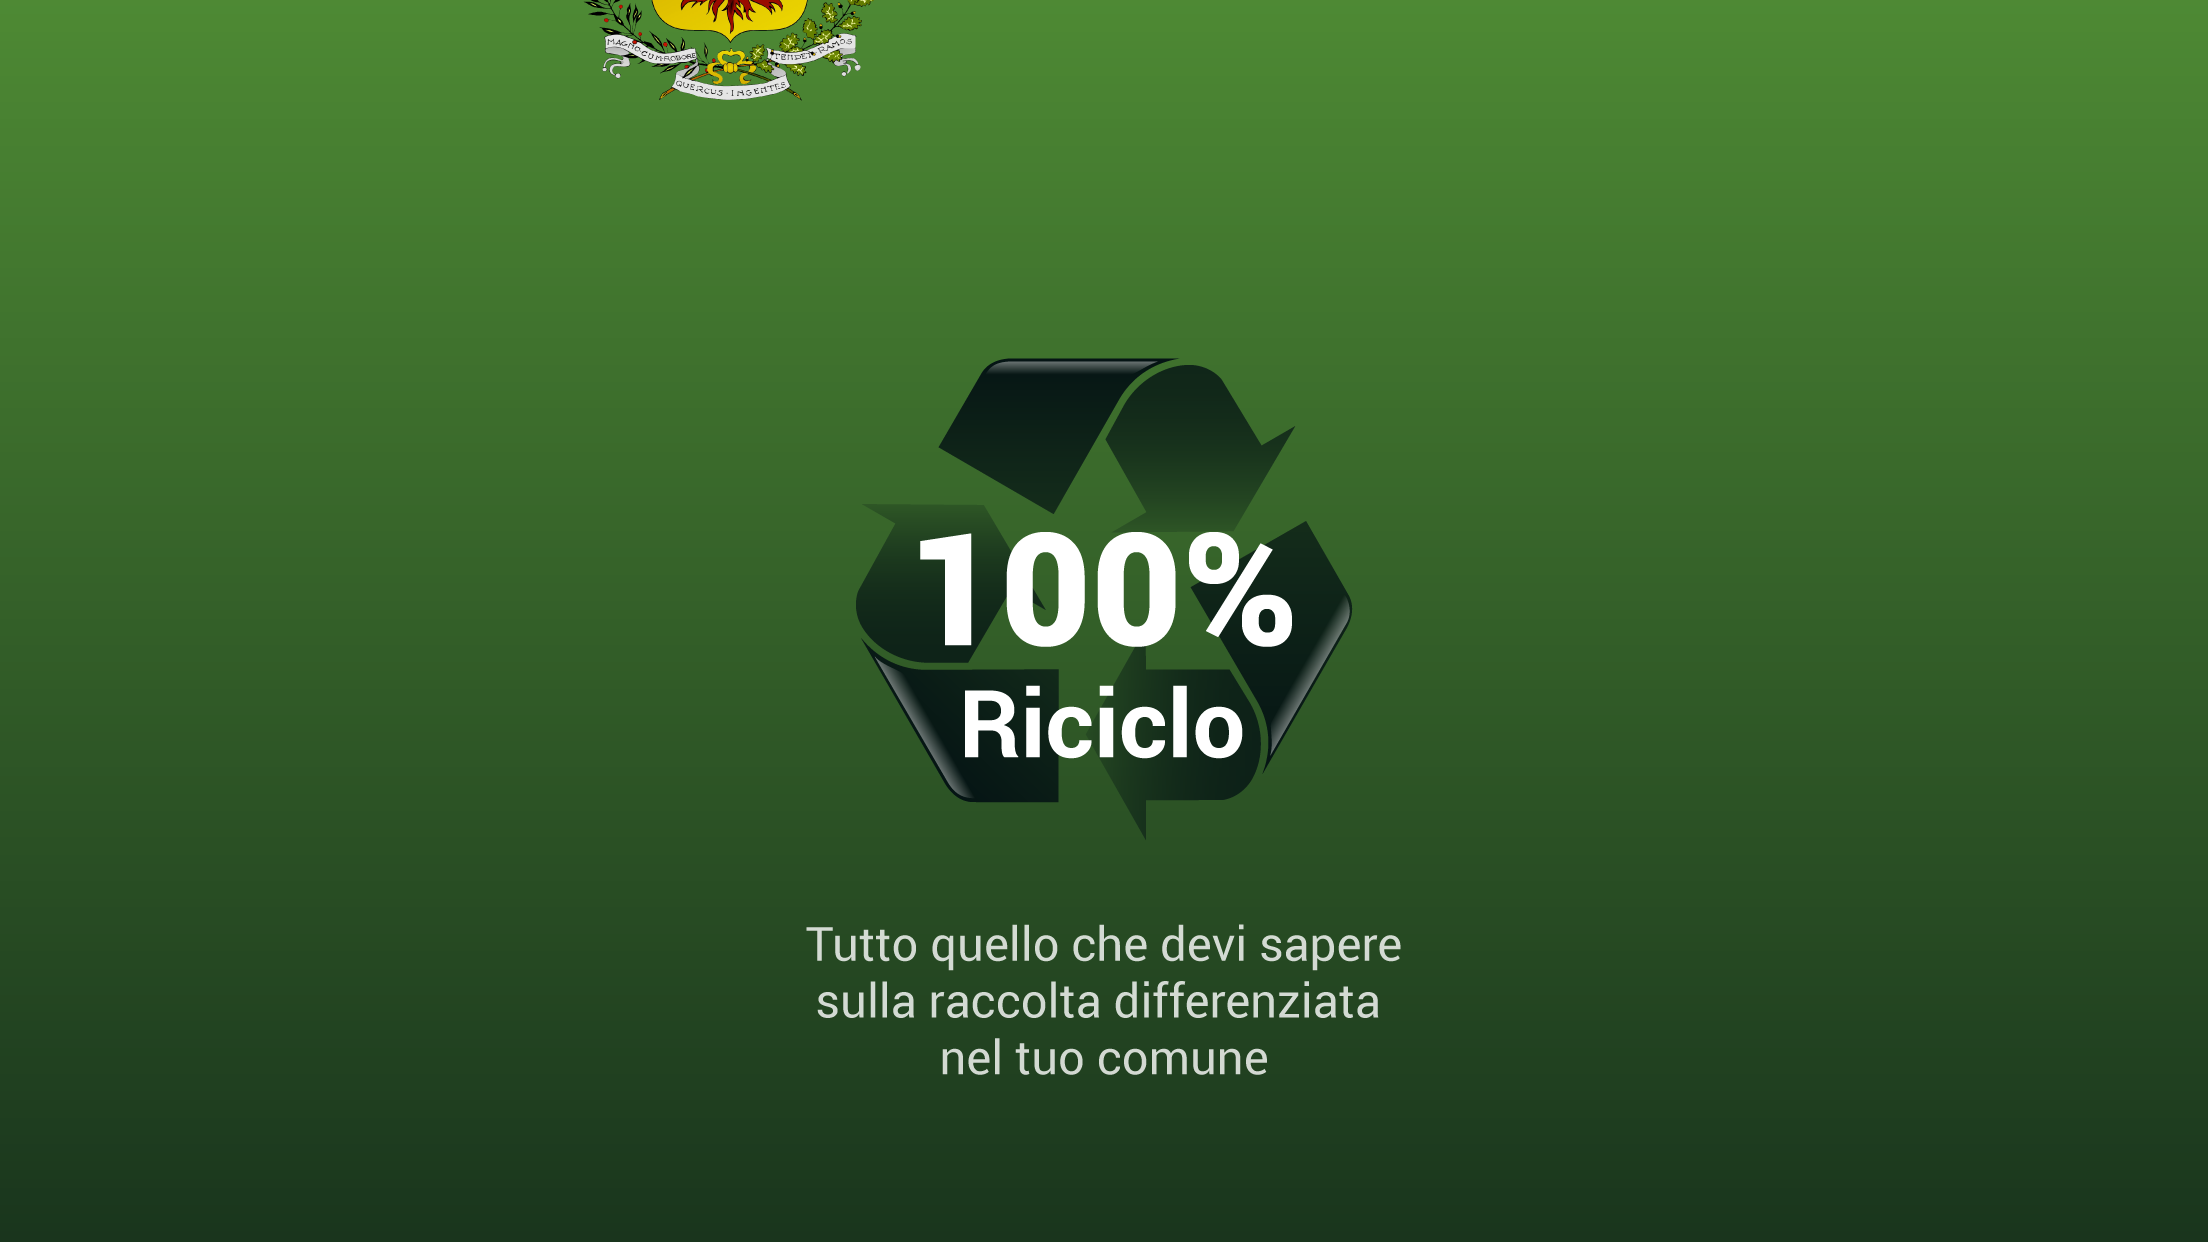 MAGNO·CUM·ROBORE
QUERCUS·INGENTES
TENDER·RAMOS
100%
Riciclo
Tutto quello che devi sapere
sulla raccolta differenziata
nel tuo comune